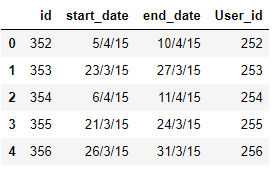 id start_date end_date User_id
0 352 5/4/15 10/4/15 252
1 353 23/3/15 27/3/15 253
2 354 6/4/15 11/4/15 254
3 355 21/3/15 24/3/15 255
4 356 26/3/15 31/3/15 256